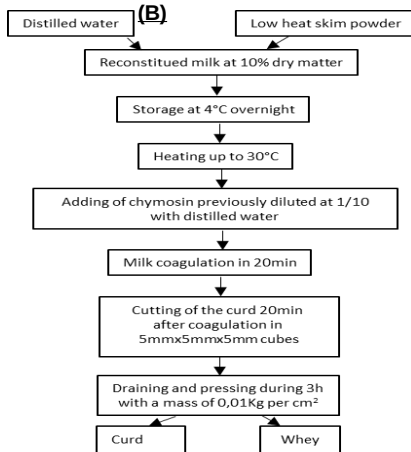 (B)
Distilled water
Low heat skim powder
Reconstitued milk at 10% dry matter
Storage at 4°C overnight
Heating up to 30°C
Adding of chymosin previously diluted at 1/10
with distilled water
Milk coagulation in 20min
Cutting of the curd 20min
after coagulation in
5mmx5mmx5mm cubes
Draining and pressing during 3h
with a mass of 0,01Kg per cm²
Curd
Whey